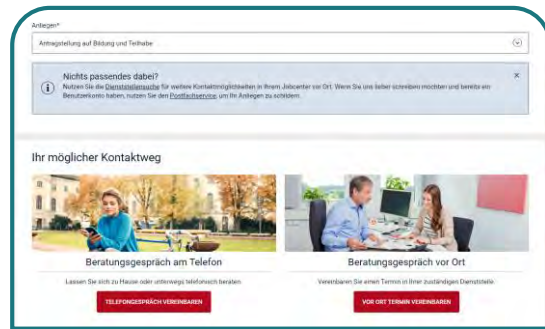 Anliegen*
Antragstellung auf Bildung und Teilhabe
Nichts passendes dabei?
Nutzen Sie die Dienststellensuche für weitere Kontaktmöglichkeiten in Ihrem Jobcenter vor Ort. Wenn Sie uns lieber schreiben möchten und bereits ein
Benutzerkonto haben, nutzen Sie den Postfachservice, um Ihr Anliegen zu schildern.
Ihr möglicher Kontaktweg
Beratungsgespräch am Telefon
Beratungsgespräch vor Ort
Lassen Sie sich zu Hause oder unterwegs telefonisch beraten
Vereinbaren Sie einen Termin in Ihrer zuständigen Dienststelle
TELEFONGESPRÄCH VEREINBAREN
VOR ORT TERMIN VEREINBAREN